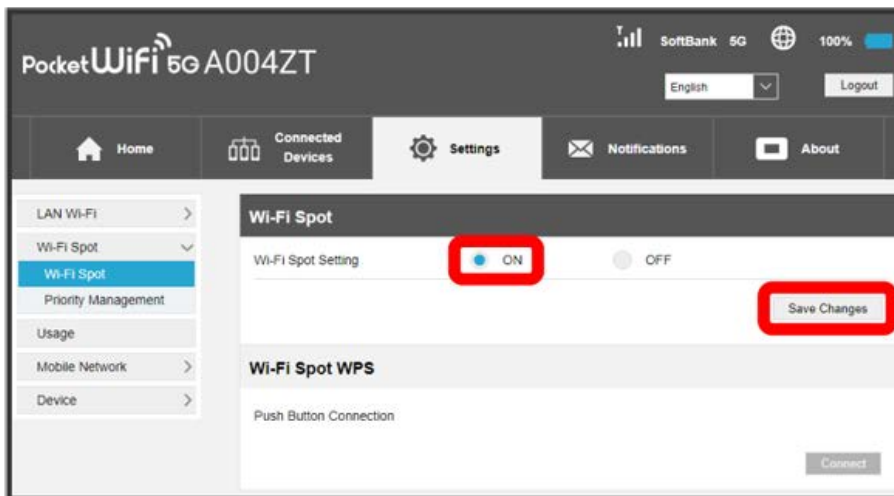 SoftBank 5G 100%
Pocket WiFi 5G A004ZT
English Logout
Home Connected Devices Settings Notifications About
LAN Wi-Fi
Wi-Fi Spot
Wi-Fi Spot
Priority Management
Usage
Mobile Network
Device
Wi-Fi Spot
Wi-Fi Spot Setting ON OFF
Save Changes
Wi-Fi Spot WPS
Push Button Connection
Connect